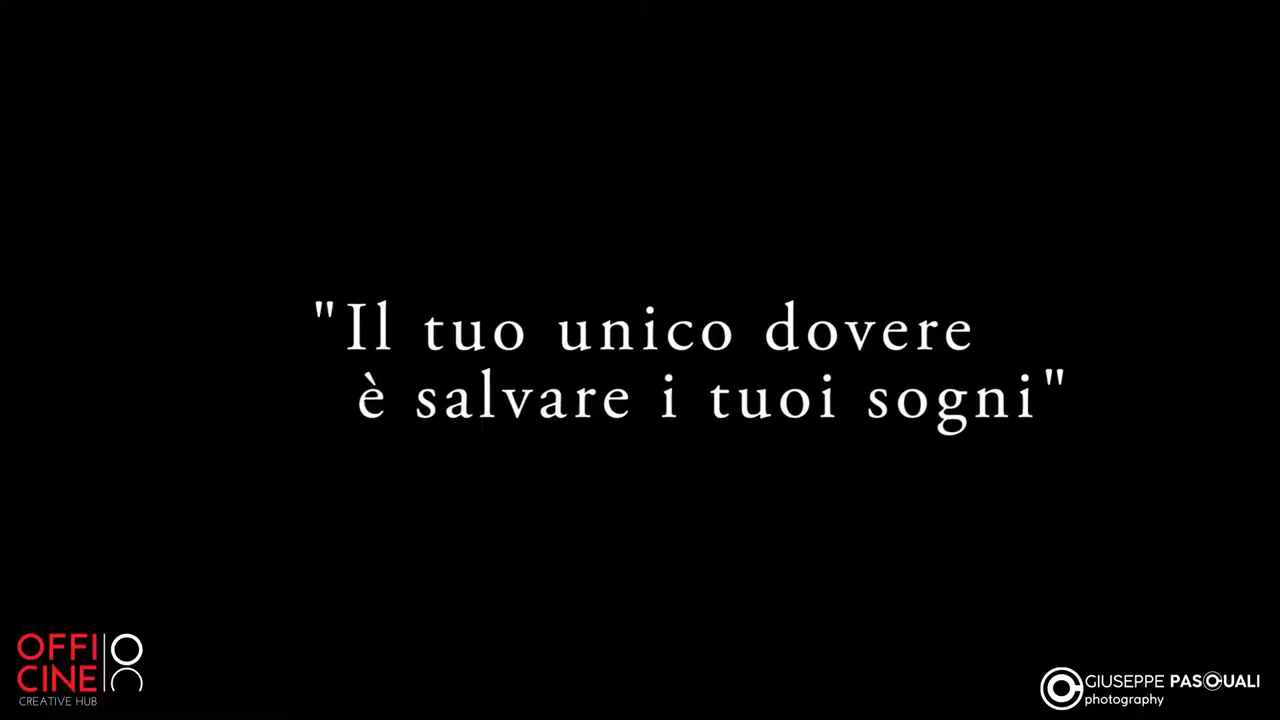 "Il tuo unico dovere
è salvare i tuoi sogni"
OFFI
CINE
CREATIVE HUB
GIUSEPPE PASQUALI
photography